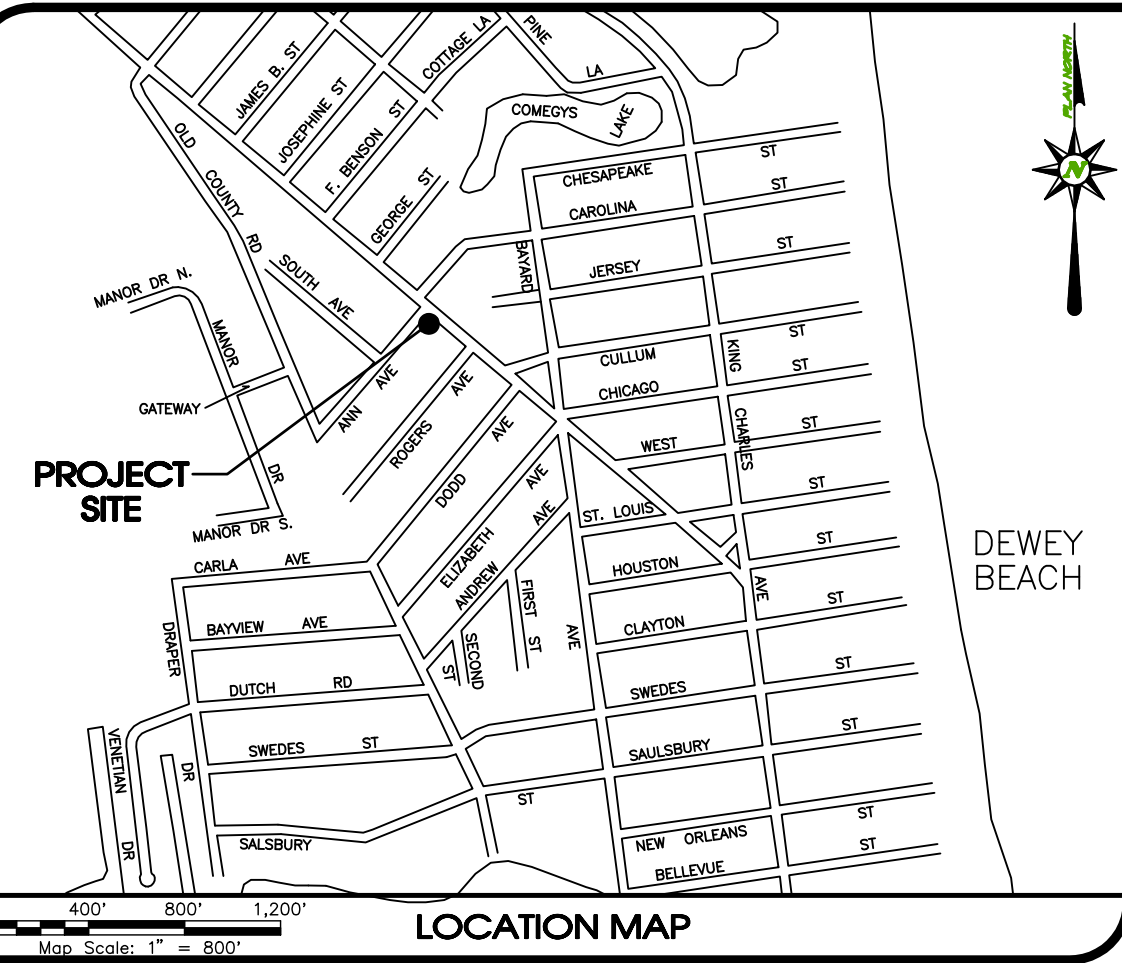 PLAN NORTH
N
JAMES B. ST
JOSEPHINE ST
F. BENSON ST
COTTAGE LA
PINE LA
COMEGYS LAKE
GEORGE ST
OLD COUNTY RD
SOUTH AVE
MANOR DR N.
MANOR DR
GATEWAY
MANOR DR S.
PROJECT
SITE
ANN AVE
ROGERS AVE
DODD AVE
ELIZABETH AVE
ANDREW AVE
FIRST ST
SECOND ST
BAYARD AVE
CHESAPEAKE ST
CAROLINA ST
JERSEY ST
CULLUM ST
CHICAGO ST
KING CHARLES AVE
WEST ST
ST. LOUIS ST
HOUSTON ST
CLAYTON ST
SWEDES ST
SAULSBURY ST
NEW ORLEANS ST
BELLEVUE ST
DEWEY
BEACH
CARLA AVE
BAYVIEW AVE
DRAPER DR
DUTCH RD
SWEDES ST
VENETIAN DR
SALSBURY ST
400' 800' 1,200'
Map Scale: 1" = 800'
LOCATION MAP